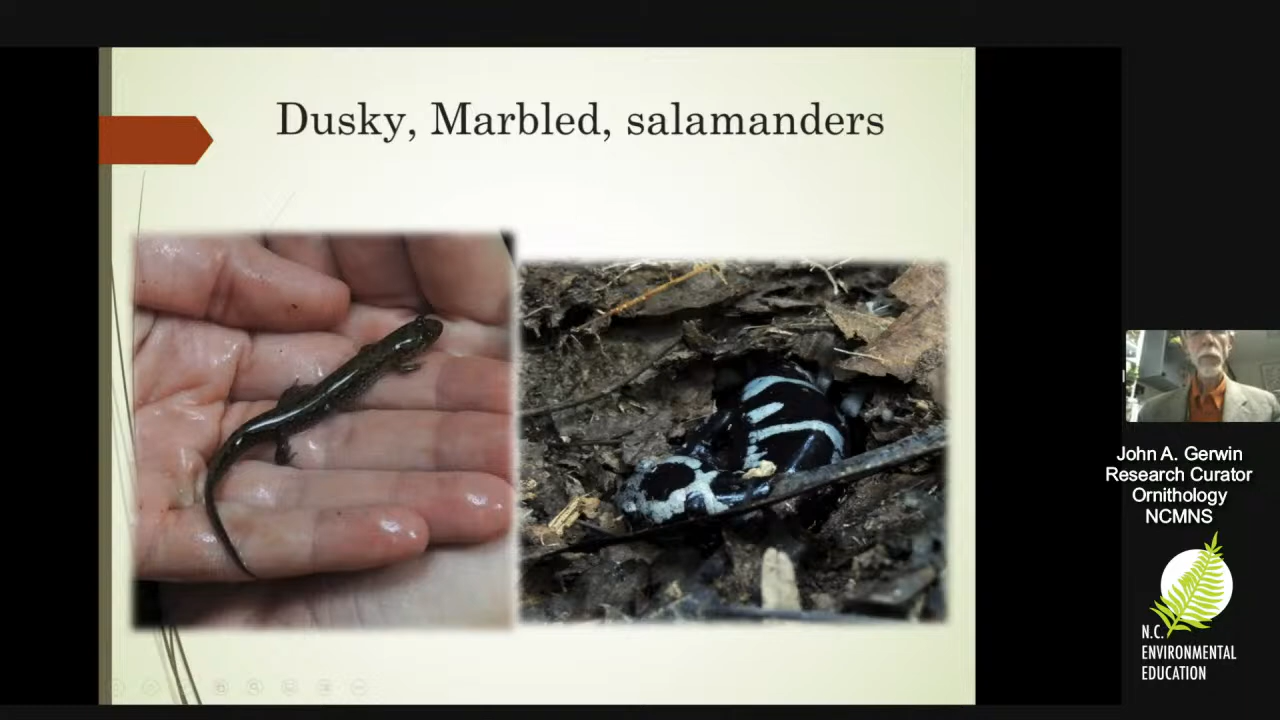 Dusky, Marbled, salamanders
John A. Gerwin
Research Curator
Ornithology
NCMNS
N.C.
ENVIRONMENTAL
EDUCATION